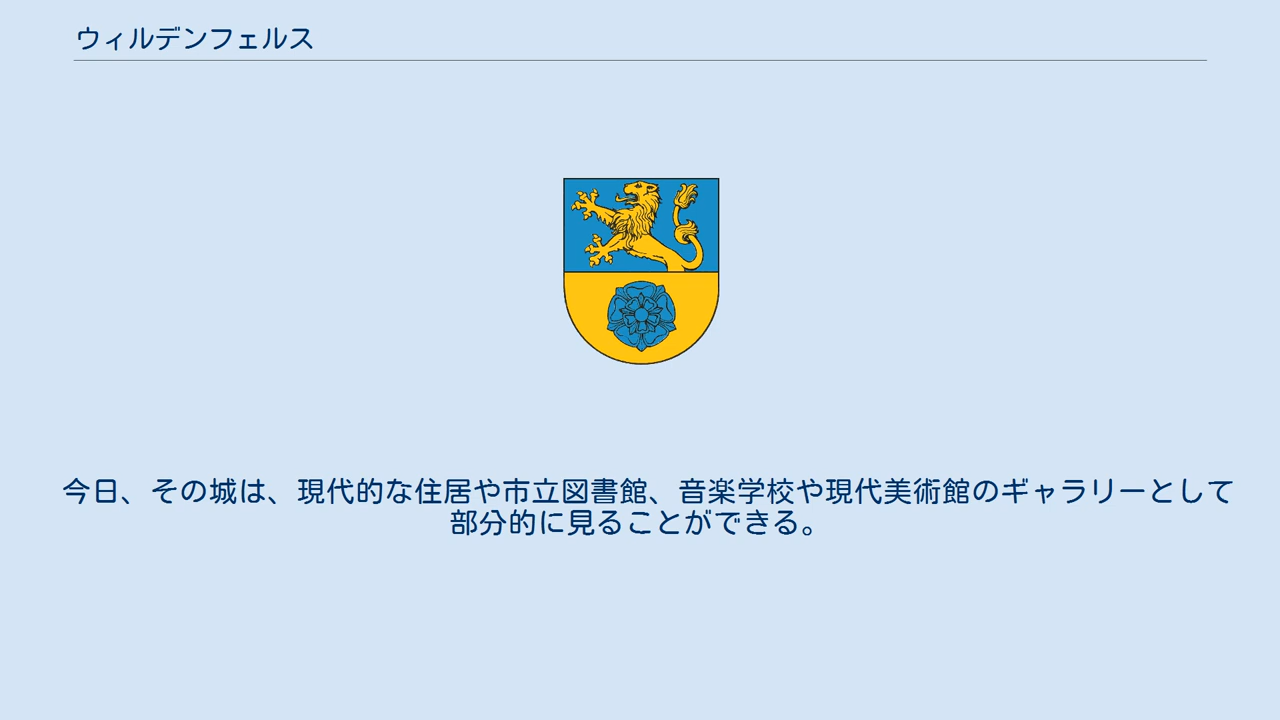 ウィルデンフェルス
今日、その城は、現代的な住居や市立図書館、音楽学校や現代美術館のギャラリーとして
部分的に見ることができる。